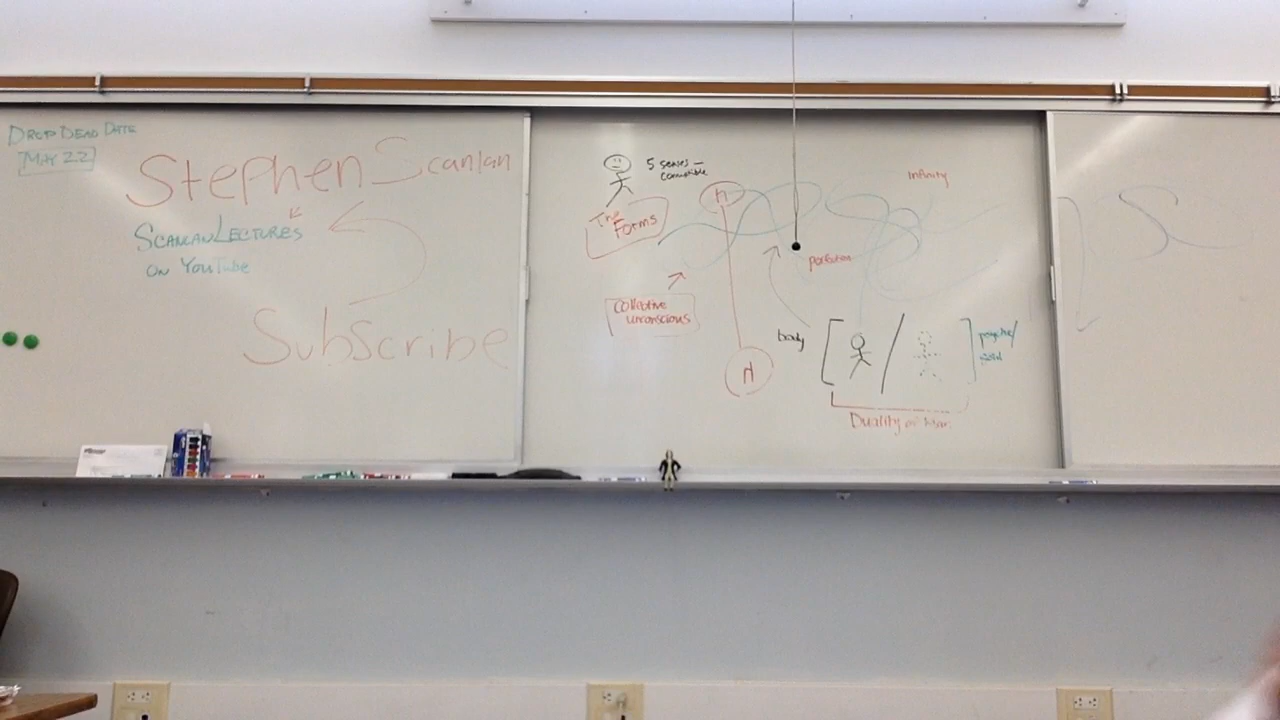 DROP DEAD DATE
MAY 22
Stephen Scanlan
SCANLANLECTURES
ON YOUTUBE
Subscribe
5 senses –
The
Forms
Collective
unconscious
infinity
perfection
body
psyche/
soul
Duality of Man